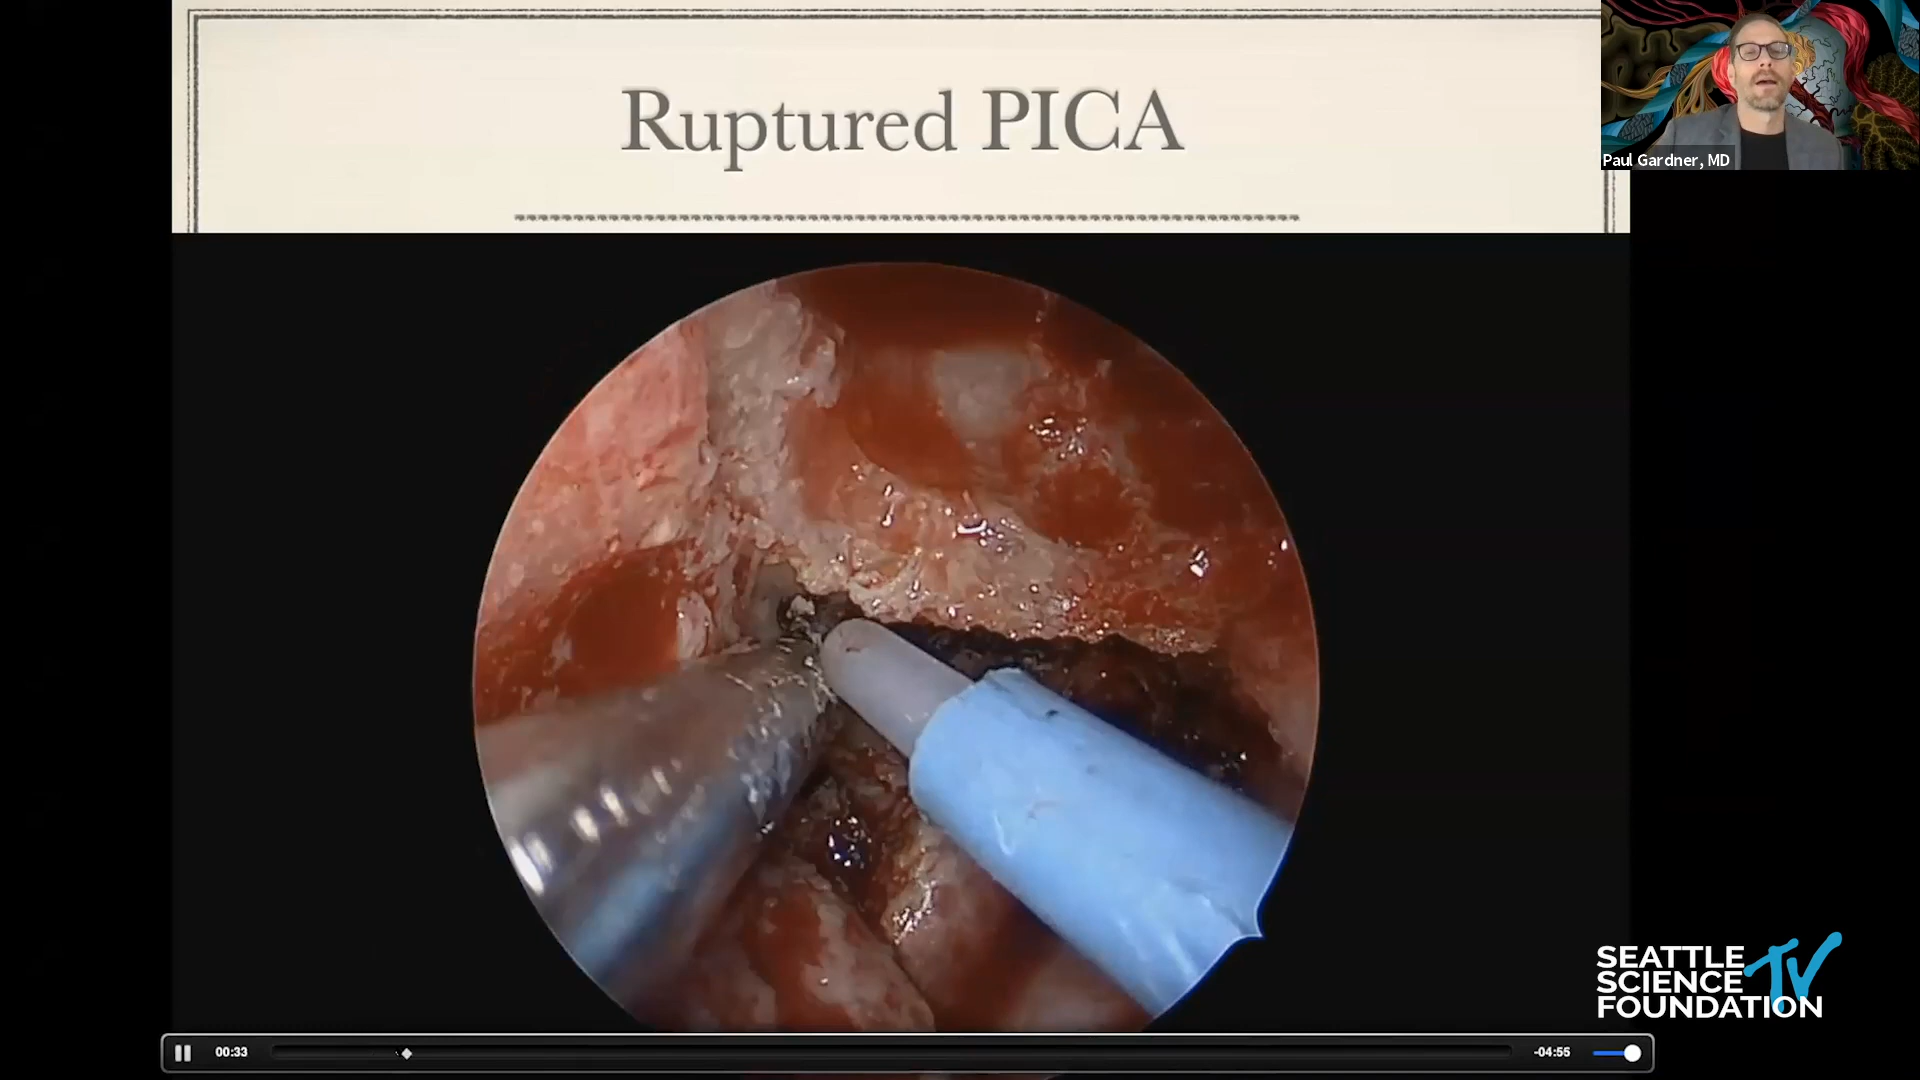 Ruptured PICA
Paul Gardner, MD
SEATTLE
SCIENCE TV
FOUNDATION
00:33
-04:55